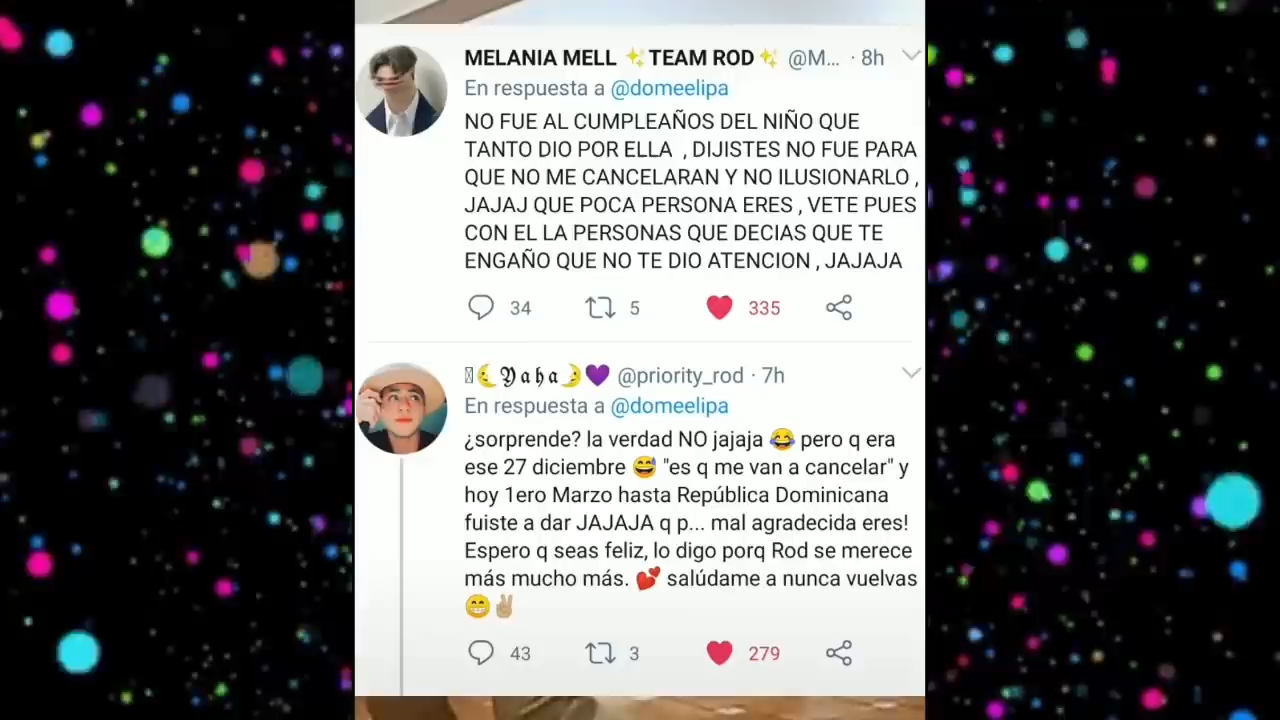 MELANIA MELL ✨TEAM ROD✨ @M... · 8h
En respuesta a @domeelipa
NO FUE AL CUMPLEAÑOS DEL NIÑO QUE
TANTO DIO POR ELLA , DIJISTES NO FUE PARA
QUE NO ME CANCELARAN Y NO ILUSIONARLO ,
JAJAJ QUE POCA PERSONA ERES , VETE PUES
CON EL LA PERSONAS QUE DECIAS QUE TE
ENGAÑO QUE NO TE DIO ATENCION , JAJAJA
34 5 335
🌜𝖄𝖆𝖍𝖆🌛💜 @priority_rod · 7h
En respuesta a @domeelipa
¿sorprende? la verdad NO jajaja 😂 pero q era
ese 27 diciembre 😅 "es q me van a cancelar" y
hoy 1ero Marzo hasta República Dominicana
fuiste a dar JAJAJA q p... mal agradecida eres!
Espero q seas feliz, lo digo porq Rod se merece
más mucho más. 💕 salúdame a nunca vuelvas
😁✌🏼
43 3 279